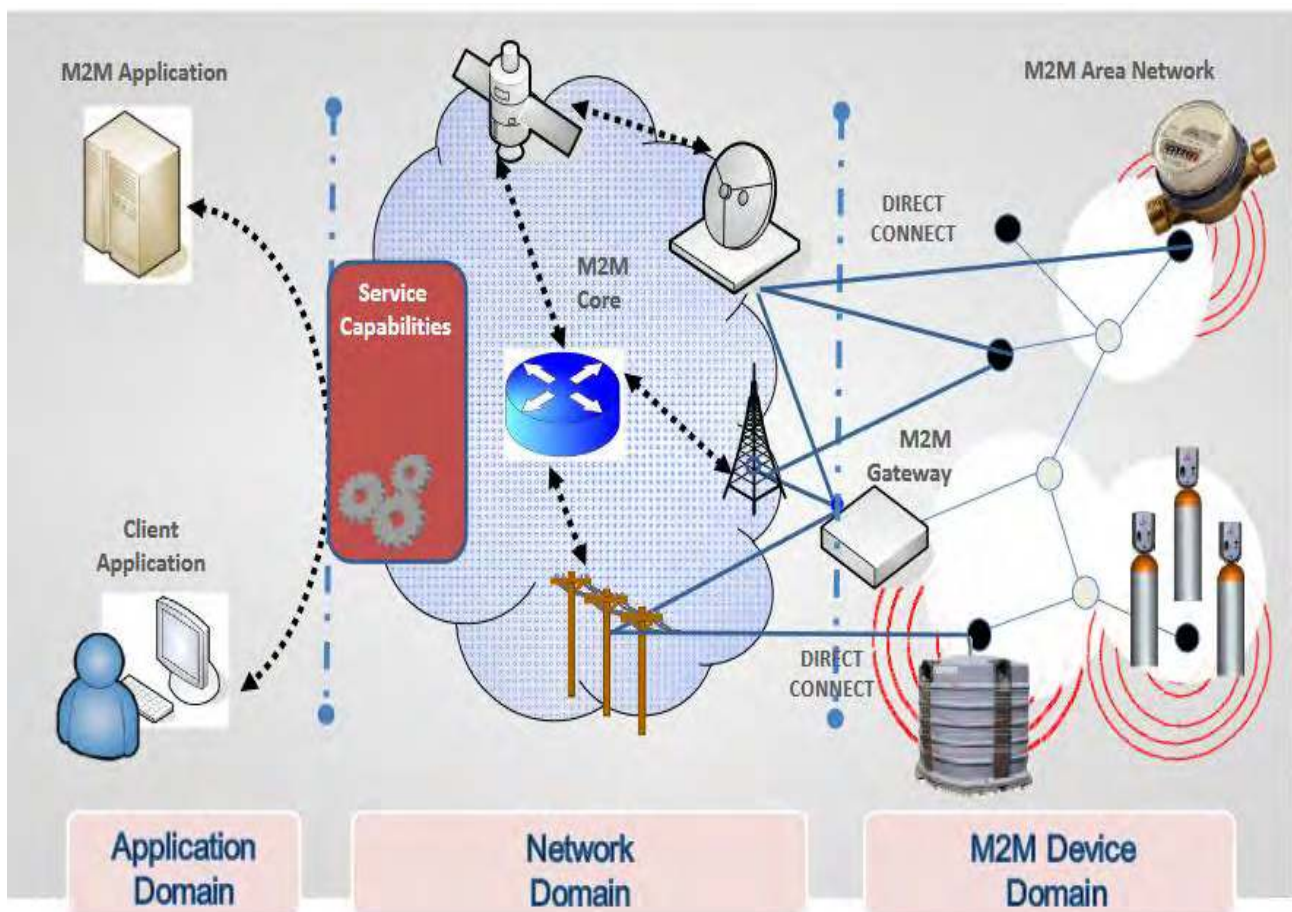 M2M Application
M2M Area Network
DIRECT
CONNECT
M2M
Core
Service
Capabilities
M2M
Gateway
Client
Application
DIRECT
CONNECT
Application
Domain
Network
Domain
M2M Device
Domain